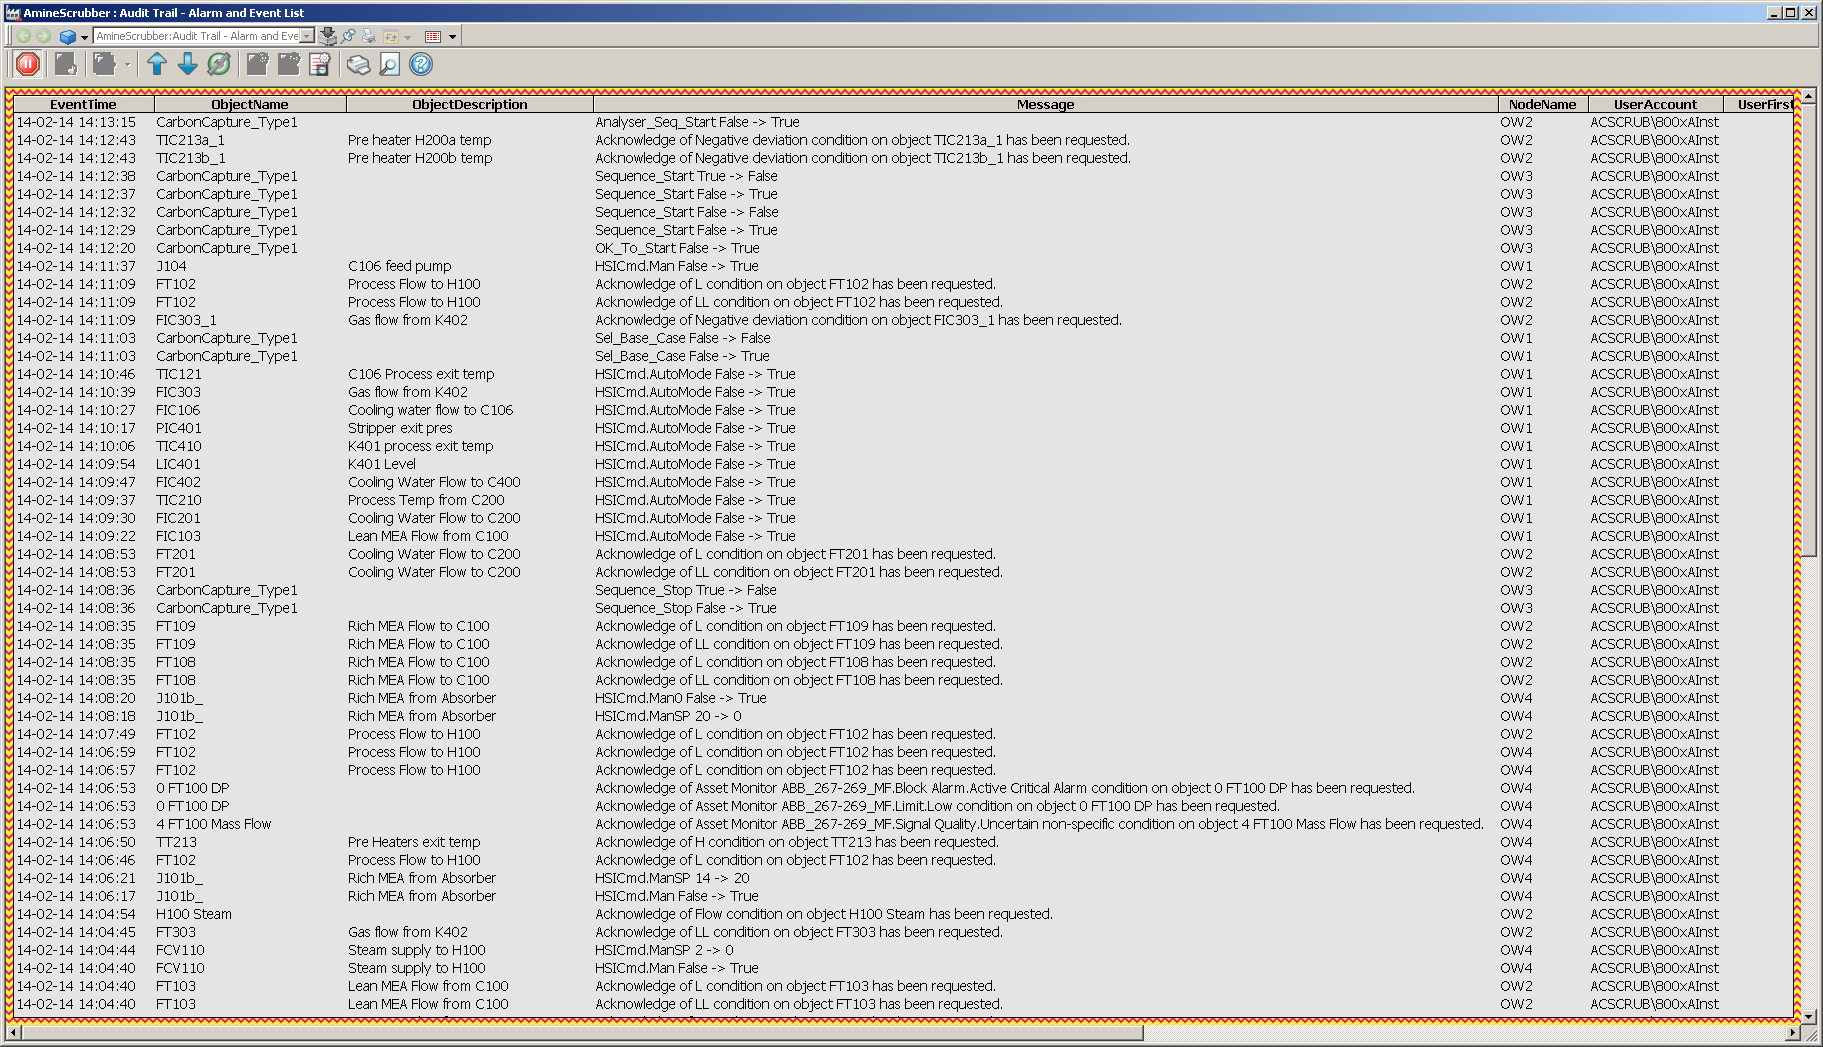 AmineScrubber : Audit Trail - Alarm and Event List
AmineScrubber:Audit Trail - Alarm and Eve
EventTime ObjectName ObjectDescription Message NodeName UserAccount UserFirst
14-02-14 14:13:15 CarbonCapture_Type1 Analyser_Seq_Start False -> True OW2 ACSCRUB\800xAInst
14-02-14 14:12:43 TIC213a_1 Pre heater H200a temp Acknowledge of Negative deviation condition on object TIC213a_1 has been requested. OW2 ACSCRUB\800xAInst
14-02-14 14:12:43 TIC213b_1 Pre heater H200b temp Acknowledge of Negative deviation condition on object TIC213b_1 has been requested. OW2 ACSCRUB\800xAInst
14-02-14 14:12:38 CarbonCapture_Type1 Sequence_Start True -> False OW3 ACSCRUB\800xAInst
14-02-14 14:12:37 CarbonCapture_Type1 Sequence_Start False -> True OW3 ACSCRUB\800xAInst
14-02-14 14:12:32 CarbonCapture_Type1 Sequence_Start False -> False OW3 ACSCRUB\800xAInst
14-02-14 14:12:29 CarbonCapture_Type1 Sequence_Start False -> True OW3 ACSCRUB\800xAInst
14-02-14 14:12:20 CarbonCapture_Type1 OK_To_Start False -> True OW3 ACSCRUB\800xAInst
14-02-14 14:11:37 J104 C106 feed pump HSICmd.Man False -> True OW1 ACSCRUB\800xAInst
14-02-14 14:11:09 FT102 Process Flow to H100 Acknowledge of L condition on object FT102 has been requested. OW2 ACSCRUB\800xAInst
14-02-14 14:11:09 FT102 Process Flow to H100 Acknowledge of LL condition on object FT102 has been requested. OW2 ACSCRUB\800xAInst
14-02-14 14:11:09 FIC303_1 Gas flow from K402 Acknowledge of Negative deviation condition on object FIC303_1 has been requested. OW2 ACSCRUB\800xAInst
14-02-14 14:11:03 CarbonCapture_Type1 Sel_Base_Case False -> False OW1 ACSCRUB\800xAInst
14-02-14 14:11:03 CarbonCapture_Type1 Sel_Base_Case False -> True OW1 ACSCRUB\800xAInst
14-02-14 14:10:46 TIC121 C106 Process exit temp HSICmd.AutoMode False -> True OW1 ACSCRUB\800xAInst
14-02-14 14:10:39 FIC303 Gas flow from K402 HSICmd.AutoMode False -> True OW1 ACSCRUB\800xAInst
14-02-14 14:10:27 FIC106 Cooling water flow to C106 HSICmd.AutoMode False -> True OW1 ACSCRUB\800xAInst
14-02-14 14:10:17 PIC401 Stripper exit pres HSICmd.AutoMode False -> True OW1 ACSCRUB\800xAInst
14-02-14 14:10:06 TIC410 K401 process exit temp HSICmd.AutoMode False -> True OW1 ACSCRUB\800xAInst
14-02-14 14:09:54 LIC401 K401 Level HSICmd.AutoMode False -> True OW1 ACSCRUB\800xAInst
14-02-14 14:09:47 FIC402 Cooling Water Flow to C400 HSICmd.AutoMode False -> True OW1 ACSCRUB\800xAInst
14-02-14 14:09:37 TIC210 Process Temp from C200 HSICmd.AutoMode False -> True OW1 ACSCRUB\800xAInst
14-02-14 14:09:30 FIC201 Cooling Water Flow to C200 HSICmd.AutoMode False -> True OW1 ACSCRUB\800xAInst
14-02-14 14:09:22 FIC103 Lean MEA Flow from C100 HSICmd.AutoMode False -> True OW1 ACSCRUB\800xAInst
14-02-14 14:08:53 FT201 Cooling Water Flow to C200 Acknowledge of L condition on object FT201 has been requested. OW2 ACSCRUB\800xAInst
14-02-14 14:08:53 FT201 Cooling Water Flow to C200 Acknowledge of LL condition on object FT201 has been requested. OW2 ACSCRUB\800xAInst
14-02-14 14:08:36 CarbonCapture_Type1 Sequence_Stop True -> False OW3 ACSCRUB\800xAInst
14-02-14 14:08:36 CarbonCapture_Type1 Sequence_Stop False -> True OW3 ACSCRUB\800xAInst
14-02-14 14:08:35 FT109 Rich MEA Flow to C100 Acknowledge of L condition on object FT109 has been requested. OW2 ACSCRUB\800xAInst
14-02-14 14:08:35 FT109 Rich MEA Flow to C100 Acknowledge of LL condition on object FT109 has been requested. OW2 ACSCRUB\800xAInst
14-02-14 14:08:35 FT108 Rich MEA Flow to C100 Acknowledge of L condition on object FT108 has been requested. OW2 ACSCRUB\800xAInst
14-02-14 14:08:35 FT108 Rich MEA Flow to C100 Acknowledge of LL condition on object FT108 has been requested. OW2 ACSCRUB\800xAInst
14-02-14 14:08:20 J101b_ Rich MEA from Absorber HSICmd.Man0 False -> True OW4 ACSCRUB\800xAInst
14-02-14 14:08:18 J101b_ Rich MEA from Absorber HSICmd.ManSP 20 -> 0 OW4 ACSCRUB\800xAInst
14-02-14 14:07:49 FT102 Process Flow to H100 Acknowledge of L condition on object FT102 has been requested. OW2 ACSCRUB\800xAInst
14-02-14 14:06:59 FT102 Process Flow to H100 Acknowledge of L condition on object FT102 has been requested. OW4 ACSCRUB\800xAInst
14-02-14 14:06:57 FT102 Process Flow to H100 Acknowledge of L condition on object FT102 has been requested. OW4 ACSCRUB\800xAInst
14-02-14 14:06:53 0 FT100 DP Acknowledge of Asset Monitor ABB_267-269_MF.Block Alarm.Active Critical Alarm condition on object 0 FT100 DP has been requested. OW4 ACSCRUB\800xAInst
14-02-14 14:06:53 0 FT100 DP Acknowledge of Asset Monitor ABB_267-269_MF.Limit.Low condition on object 0 FT100 DP has been requested. OW4 ACSCRUB\800xAInst
14-02-14 14:06:53 4 FT100 Mass Flow Acknowledge of Asset Monitor ABB_267-269_MF.Signal Quality.Uncertain non-specific condition on object 4 FT100 Mass Flow has been requested. OW4 ACSCRUB\800xAInst
14-02-14 14:06:50 TT213 Pre Heaters exit temp Acknowledge of H condition on object TT213 has been requested. OW4 ACSCRUB\800xAInst
14-02-14 14:06:46 FT102 Process Flow to H100 Acknowledge of L condition on object FT102 has been requested. OW4 ACSCRUB\800xAInst
14-02-14 14:06:21 J101b_ Rich MEA from Absorber HSICmd.ManSP 14 -> 20 OW4 ACSCRUB\800xAInst
14-02-14 14:06:17 J101b_ Rich MEA from Absorber HSICmd.Man False -> True OW4 ACSCRUB\800xAInst
14-02-14 14:04:54 H100 Steam Acknowledge of Flow condition on object H100 Steam has been requested. OW2 ACSCRUB\800xAInst
14-02-14 14:04:45 FT303 Gas flow from K402 Acknowledge of LL condition on object FT303 has been requested. OW2 ACSCRUB\800xAInst
14-02-14 14:04:44 FCV110 Steam supply to H100 HSICmd.ManSP 2 -> 0 OW4 ACSCRUB\800xAInst
14-02-14 14:04:40 FCV110 Steam supply to H100 HSICmd.Man False -> True OW4 ACSCRUB\800xAInst
14-02-14 14:04:40 FT103 Lean MEA Flow from C100 Acknowledge of L condition on object FT103 has been requested. OW2 ACSCRUB\800xAInst
14-02-14 14:04:40 FT103 Lean MEA Flow from C100 Acknowledge of LL condition on object FT103 has been requested. OW2 ACSCRUB\800xAInst